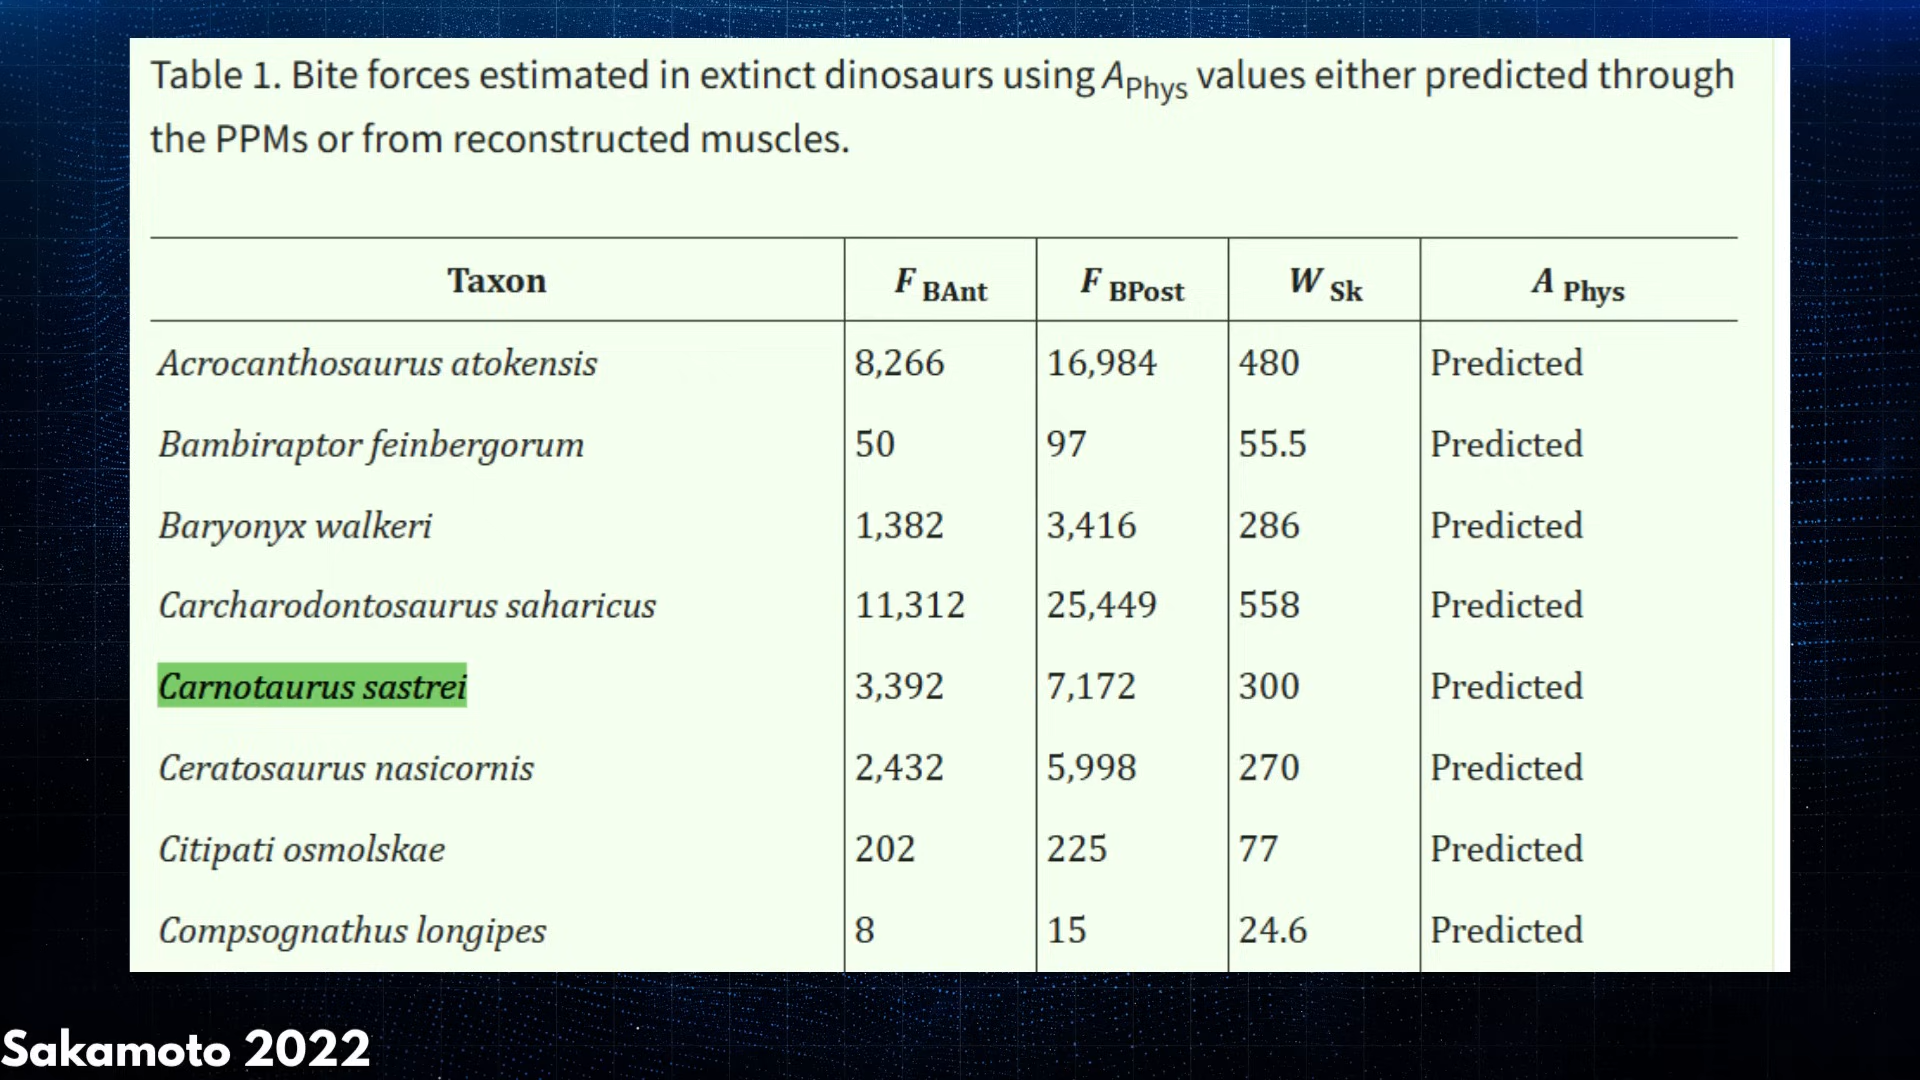 Table 1. Bite forces estimated in extinct dinosaurs using APhys values either predicted through
the PPMs or from reconstructed muscles.
Taxon F BAnt F BPost W Sk A Phys
Acrocanthosaurus atokensis 8,266 16,984 480 Predicted
Bambiraptor feinbergorum 50 97 55.5 Predicted
Baryonyx walkeri 1,382 3,416 286 Predicted
Carcharodontosaurus saharicus 11,312 25,449 558 Predicted
Carnotaurus sastrei 3,392 7,172 300 Predicted
Ceratosaurus nasicornis 2,432 5,998 270 Predicted
Citipati osmolskae 202 225 77 Predicted
Compsognathus longipes 8 15 24.6 Predicted
Sakamoto 2022